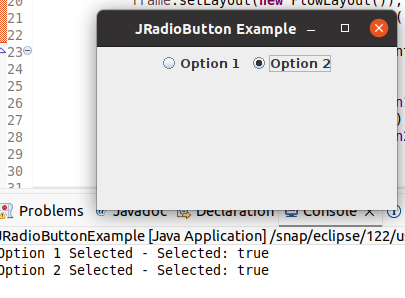 20 frame.setLayout(new FlowLayout());
JRadioButton Example
21
22
23
24
25
26
27
28
29
30
Option 1 Option 2
Problems @ Javadoc Declaration Console
JRadioButtonExample [Java Application] /snap/eclipse/122/
Option 1 Selected - Selected: true
Option 2 Selected - Selected: true